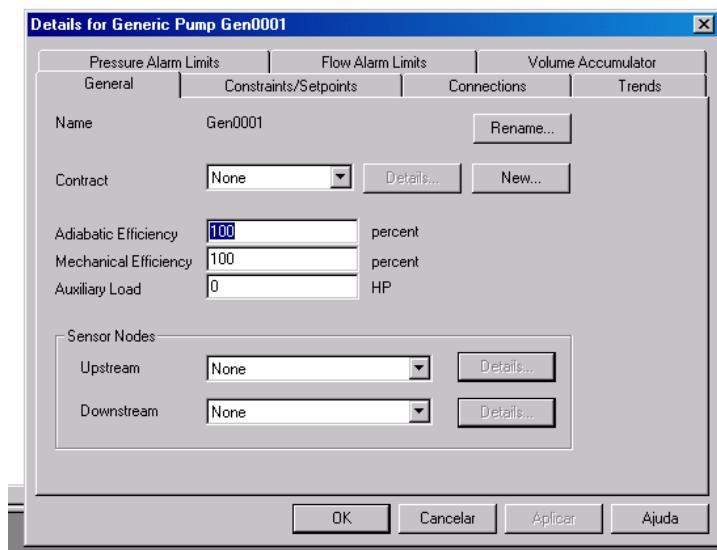 Details for Generic Pump Gen0001
Pressure Alarm Limits Flow Alarm Limits Volume Accumulator
General Constraints/Setpoints Connections Trends
Name Gen0001 Rename...
Contract None Details... New...
Adiabatic Efficiency 100 percent
Mechanical Efficiency 100 percent
Auxiliary Load 0 HP
Sensor Nodes
Upstream None Details...
Downstream None Details...
OK Cancelar Aplicar Ajuda